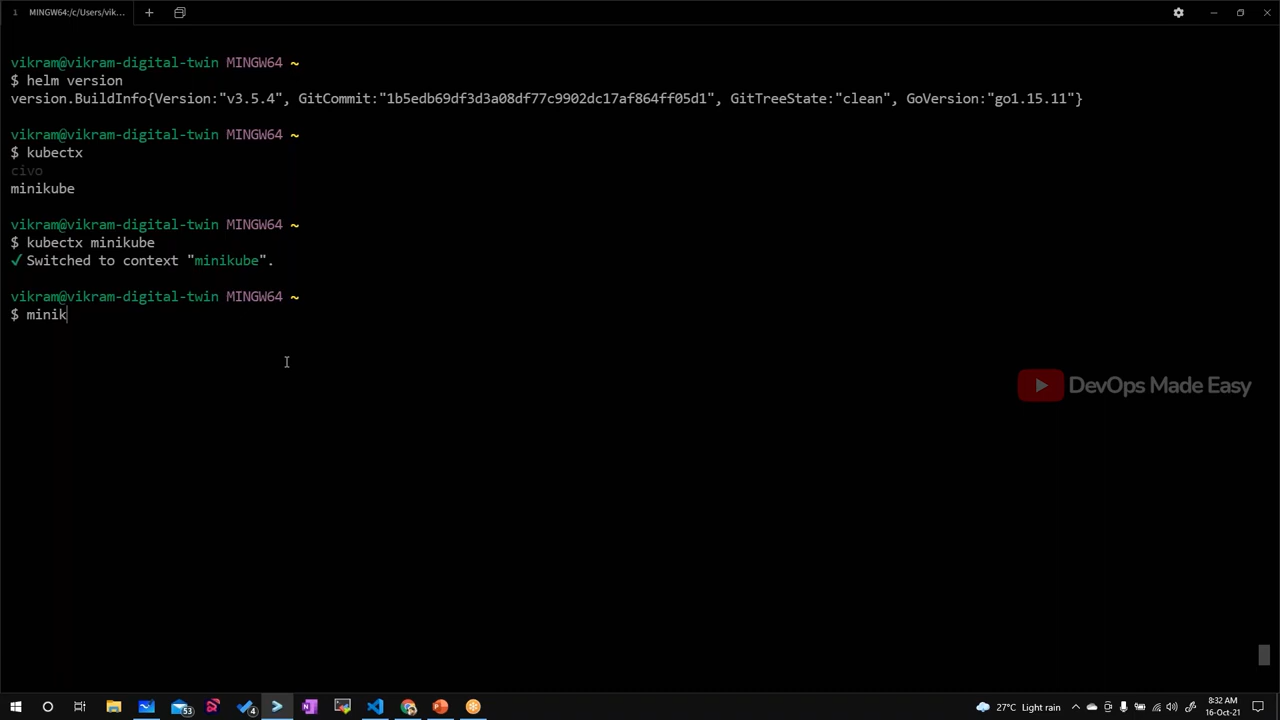 1 MINGW64:/c/Users/vik...
vikram@vikram-digital-twin MINGW64 ~
$ helm version
version.BuildInfo{Version:"v3.5.4", GitCommit:"1b5edb69df3d3a08df77c9902dc17af864ff05d1", GitTreeState:"clean", GoVersion:"go1.15.11"}
vikram@vikram-digital-twin MINGW64 ~
$ kubectx
civo
minikube
vikram@vikram-digital-twin MINGW64 ~
$ kubectx minikube
✓ Switched to context "minikube".
vikram@vikram-digital-twin MINGW64 ~
$ minik
DevOps Made Easy
53
4
27°C Light rain
8:32 AM
16-Oct-21